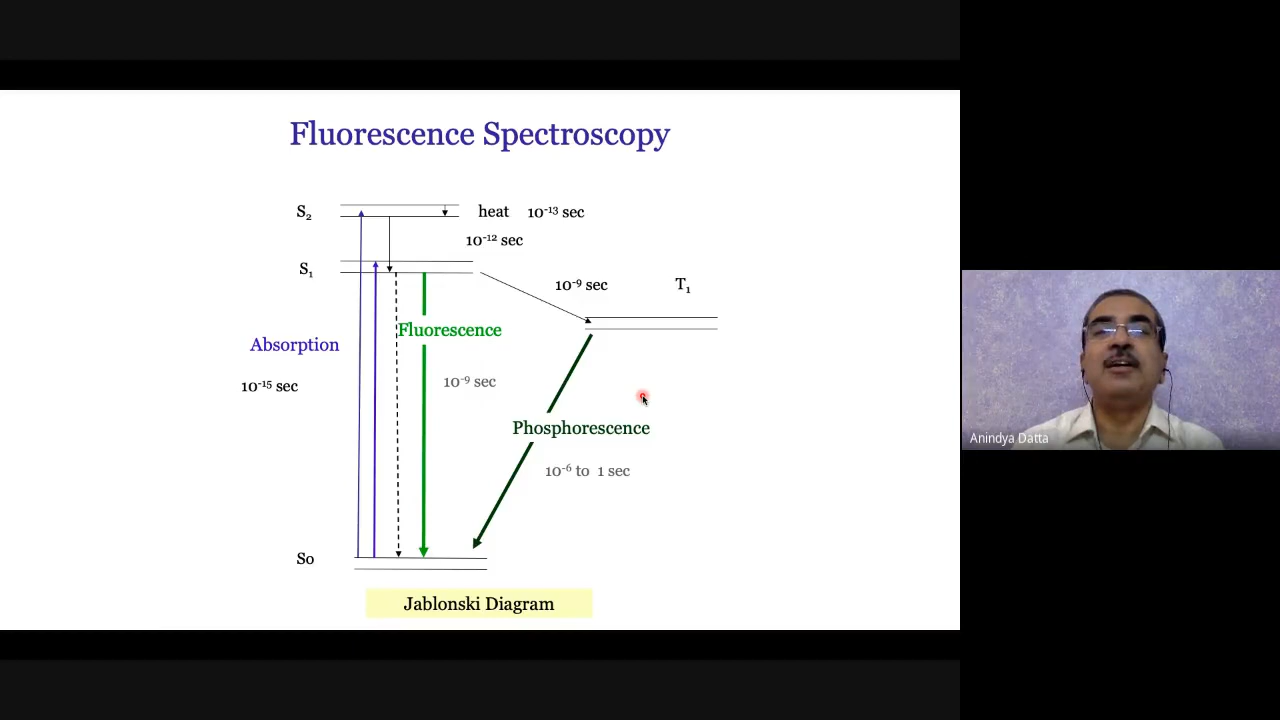 Fluorescence Spectroscopy
S₂
heat 10⁻¹³ sec
10⁻¹² sec
S₁
10⁻⁹ sec
T₁
Fluorescence
Absorption
10⁻¹⁵ sec
10⁻⁹ sec
Phosphorescence
10⁻⁶ to 1 sec
So
Jablonski Diagram
Anindya Datta